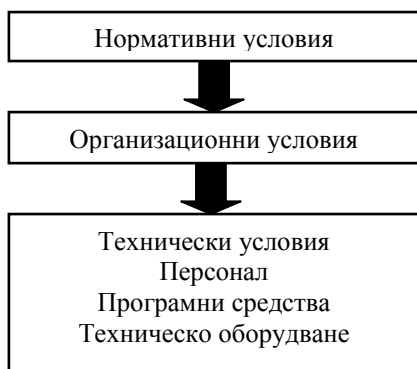 Нормативни условия
Организационни условия
Технически условия
Персонал
Програмни средства
Техническо оборудване